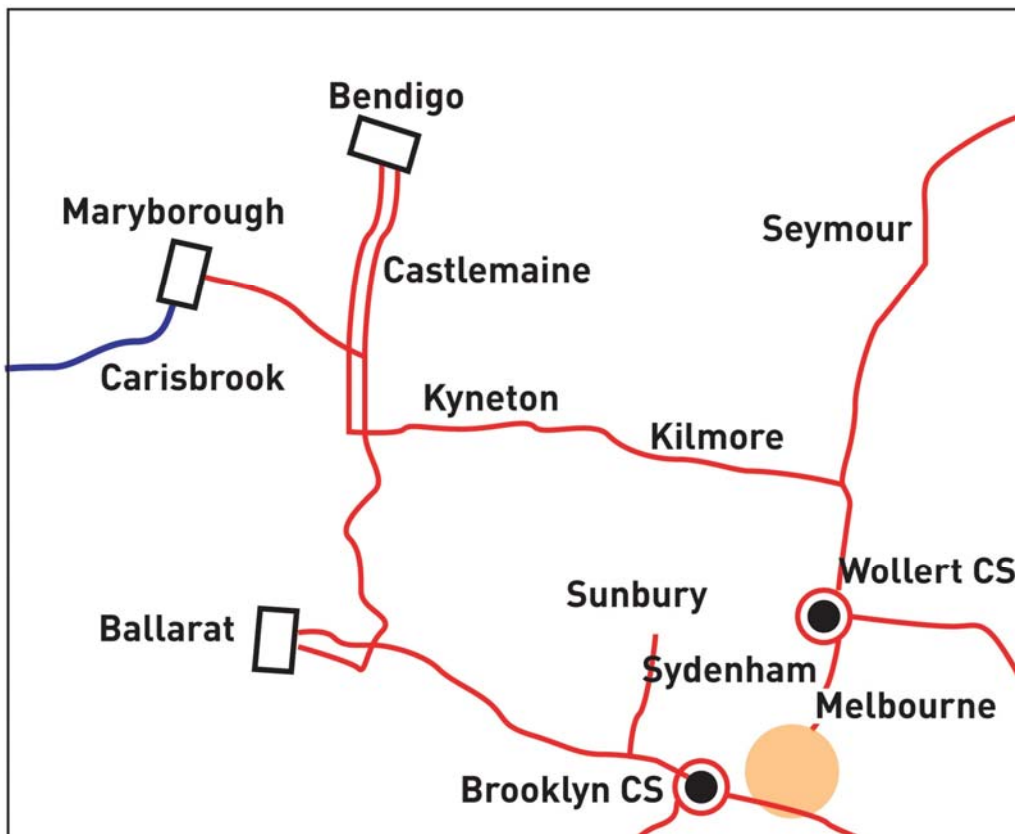 Bendigo
Maryborough
Seymour
Castlemaine
Carisbrook
Kyneton
Kilmore
Wollert CS
Sunbury
Ballarat
Sydenham
Melbourne
Brooklyn CS